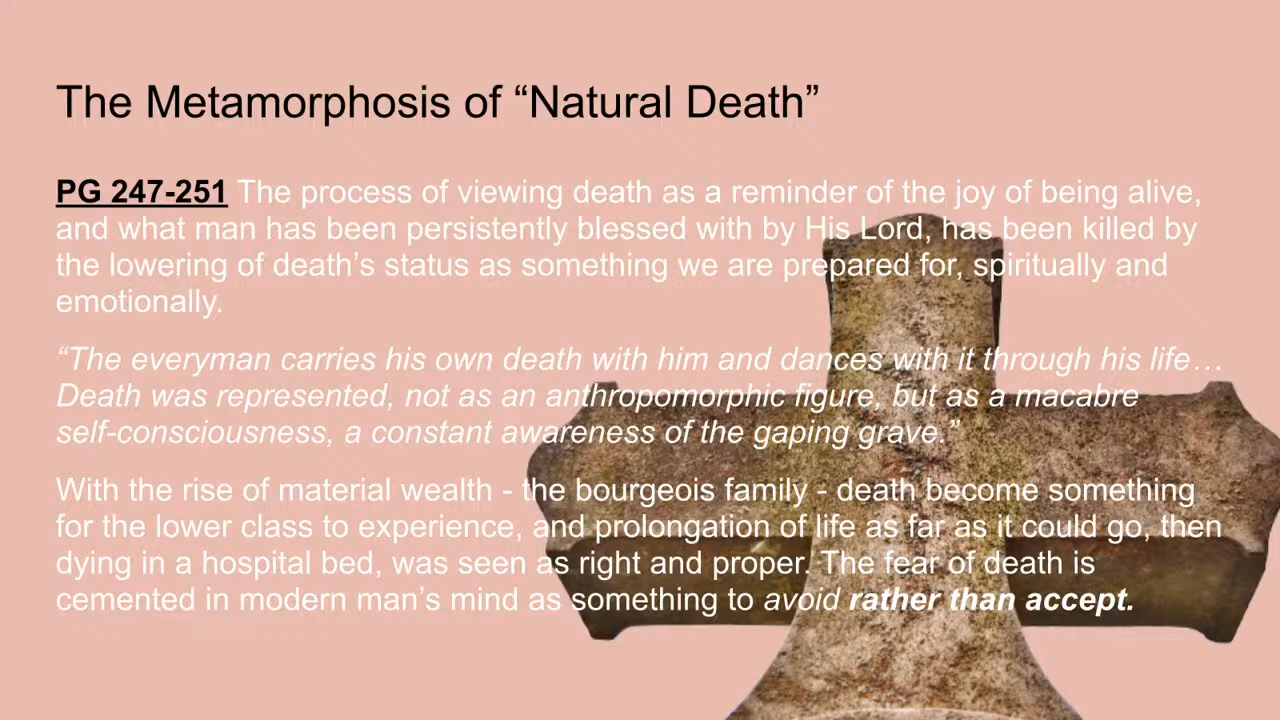 The Metamorphosis of “Natural Death”
PG 247-251 The process of viewing death as a reminder of the joy of being alive,
and what man has been persistently blessed with by His Lord, has been killed by
the lowering of death’s status as something we are prepared for, spiritually and
emotionally.
“The everyman carries his own death with him and dances with it through his life…
Death was represented, not as an anthropomorphic figure, but as a macabre
self-consciousness, a constant awareness of the gaping grave.”
With the rise of material wealth - the bourgeois family - death become something
for the lower class to experience, and prolongation of life as far as it could go, then
dying in a hospital bed, was seen as right and proper. The fear of death is
cemented in modern man’s mind as something to avoid rather than accept.